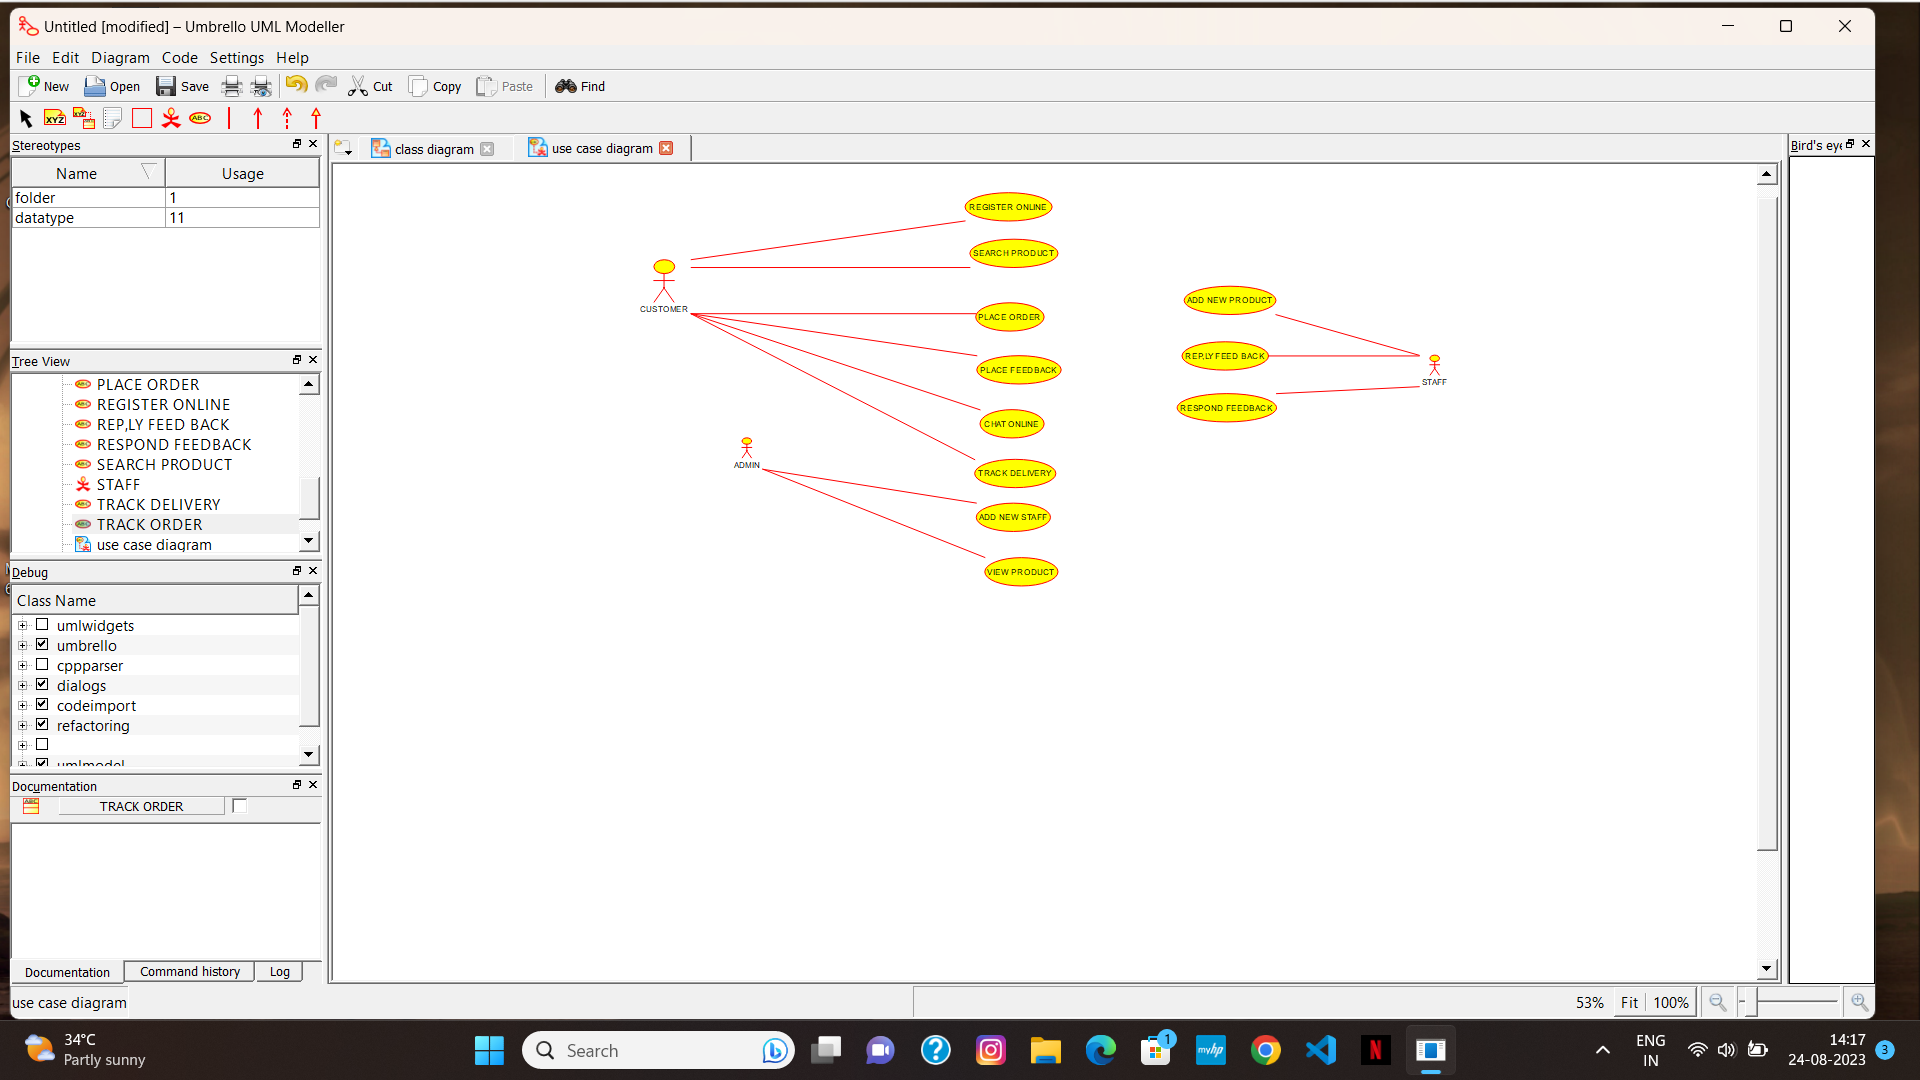 Untitled [modified] – Umbrello UML Modeller
File Edit Diagram Code Settings Help
New Open Save Cut Copy Paste Find
XYZ XYZ ABC
Stereotypes
Name Usage
folder 1
datatype 11
Tree View
PLACE ORDER
REGISTER ONLINE
REP,LY FEED BACK
RESPOND FEEDBACK
SEARCH PRODUCT
STAFF
TRACK DELIVERY
TRACK ORDER
use case diagram
Debug
Class Name
umlwidgets
umbrello
cppparser
dialogs
codeimport
refactoring
umlmodel
Documentation
TRACK ORDER
Documentation Command history Log
use case diagram
class diagram use case diagram
Bird's eye
REGISTER ONLINE
SEARCH PRODUCT
CUSTOMER
PLACE ORDER
PLACE FEEDBACK
CHAT ONLINE
ADMIN
TRACK DELIVERY
ADD NEW STAFF
VIEW PRODUCT
ADD NEW PRODUCT
REP,LY FEED BACK
RESPOND FEEDBACK
STAFF
53% Fit 100%
34°C
Partly sunny
Search
1
myhp
N
ENG
IN
14:17
24-08-2023
3